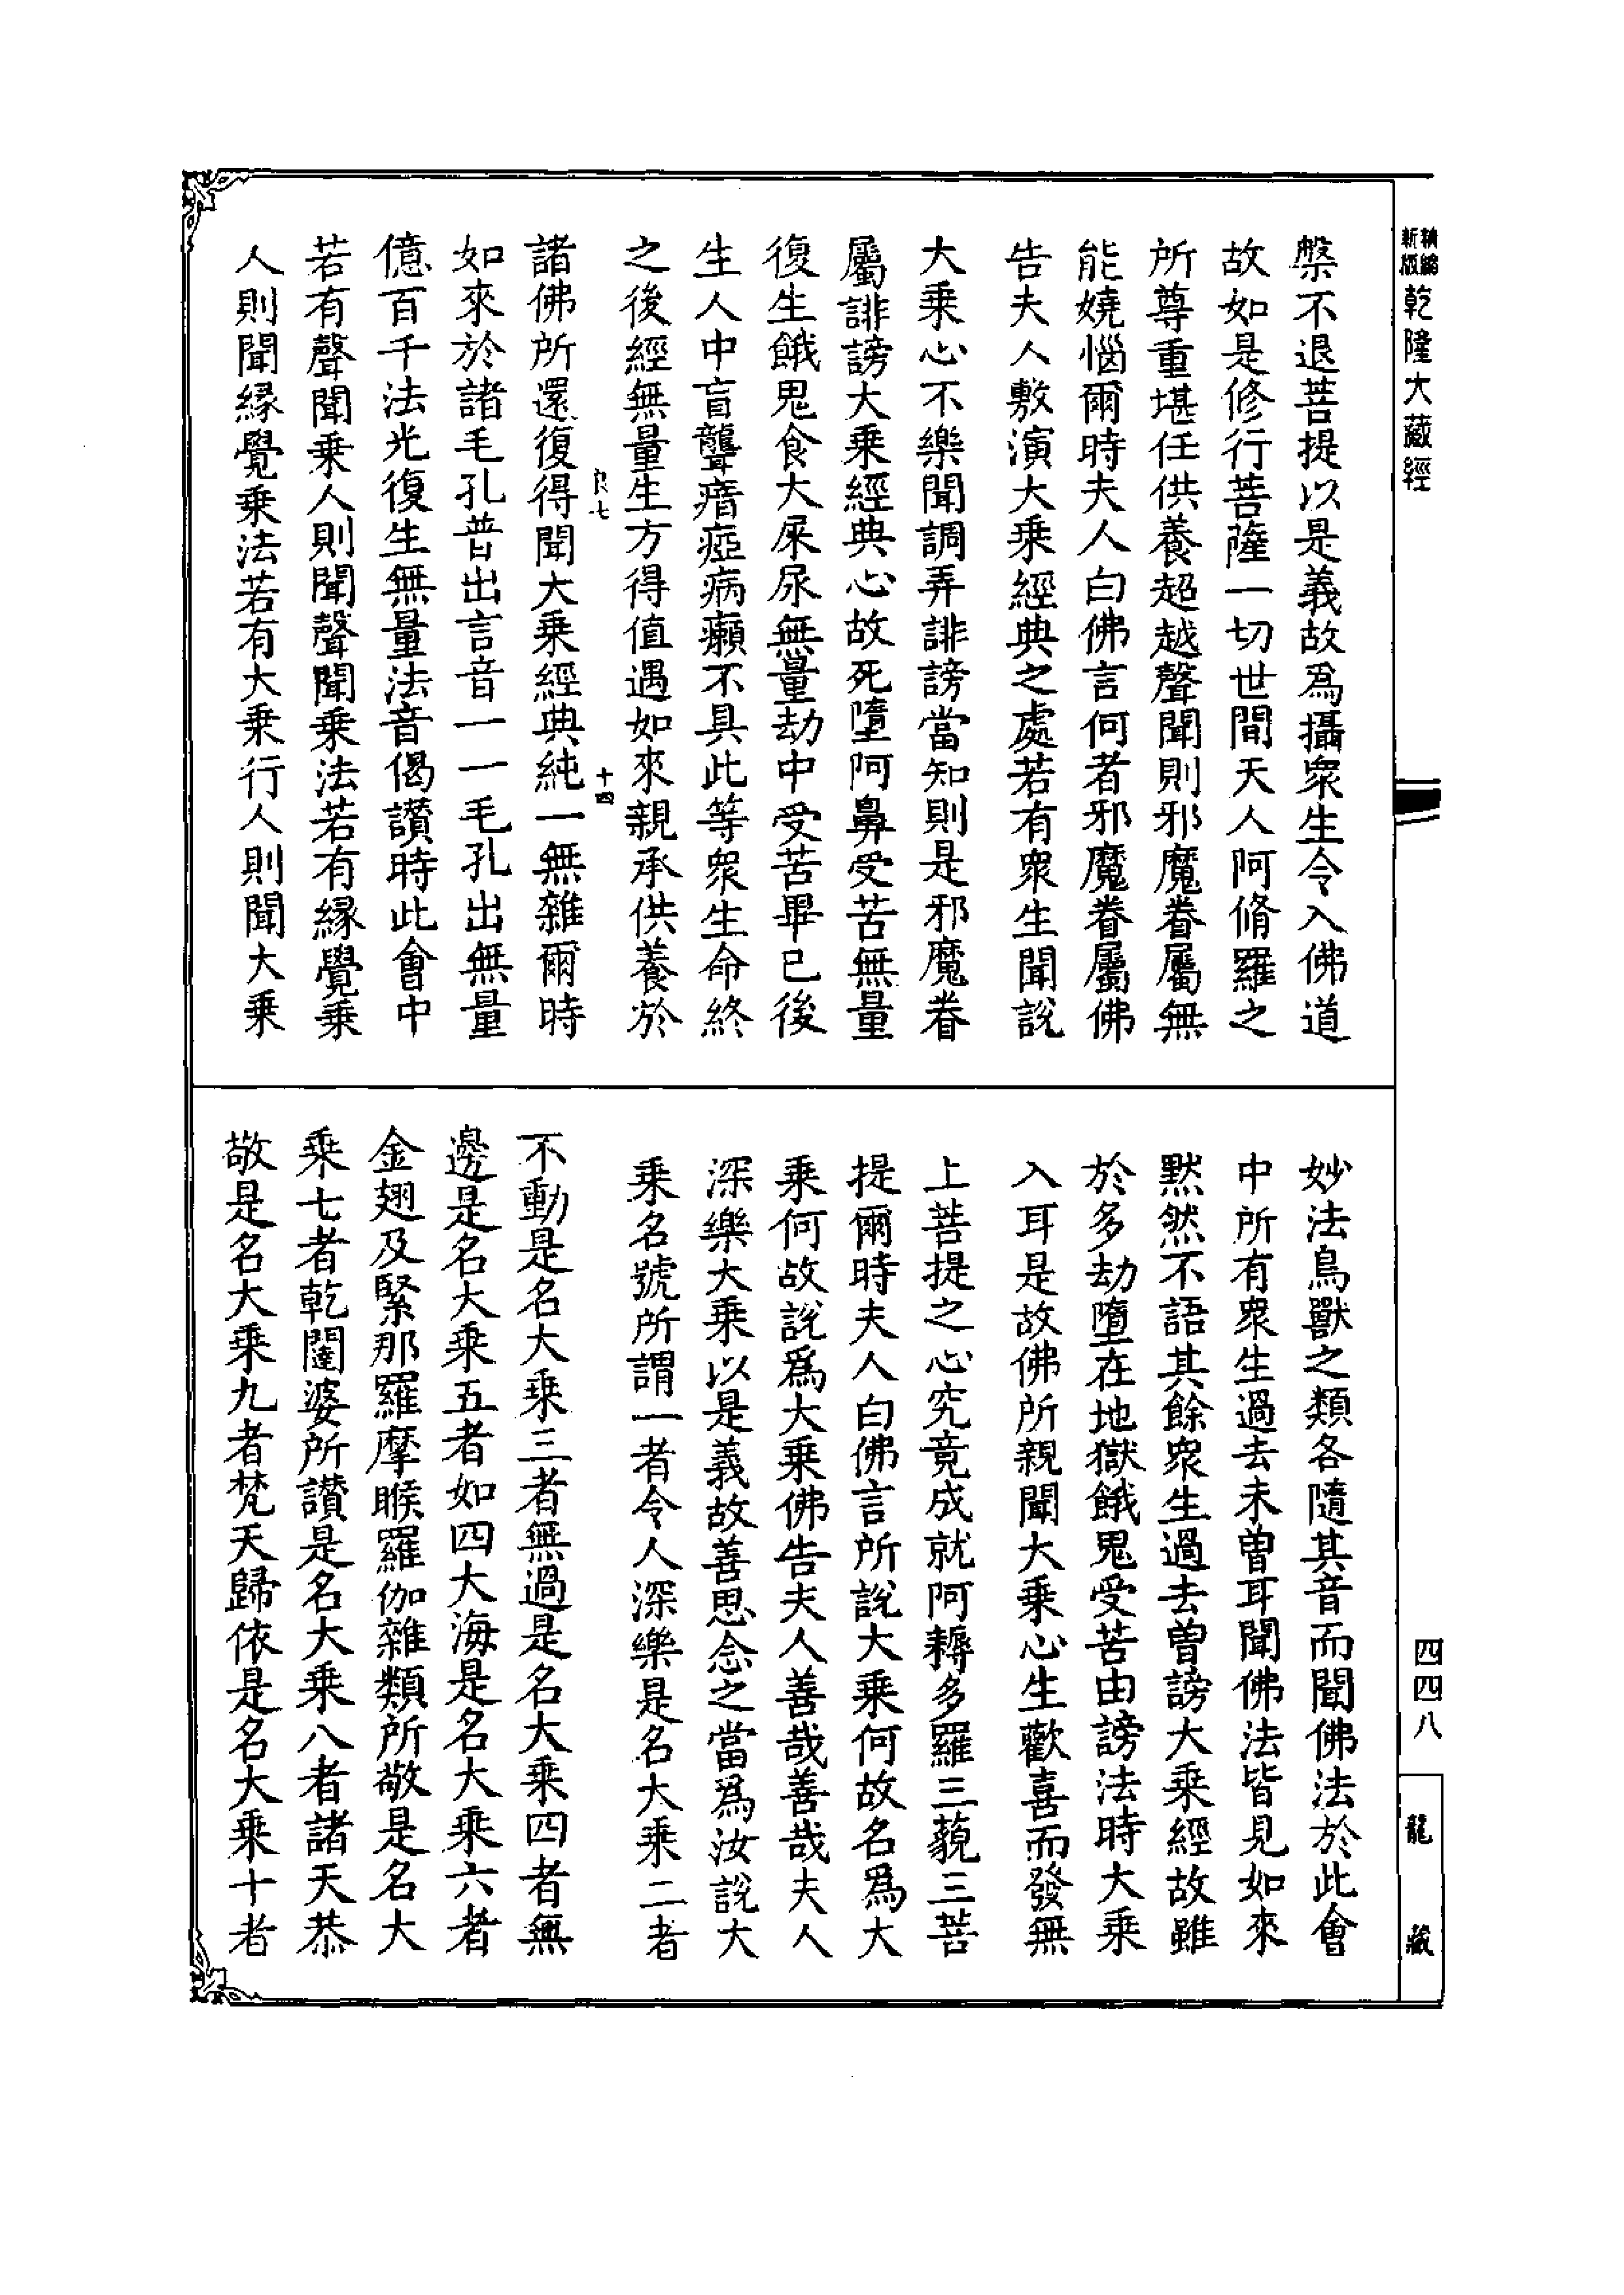 新編縮版乾隆大藏經
槃不退菩提以是義故爲攝衆生令入佛道
故如是修行菩薩一切世間天人阿脩羅之
所尊重堪任供養超越聲聞則邪魔眷屬無
能嬈惱爾時夫人白佛言何者邪魔眷屬佛
告夫人敷演大乘經典之處若有衆生聞說
大乘心不樂聞調弄誹謗當知則是邪魔眷
屬誹謗大乘經典心故死墮阿鼻受苦無量
復生餓鬼食大屎尿無量劫中受苦畢已後
生人中盲聾瘖瘂病癩不具此等衆生命終
之後經無量生方得值遇如來親承供養於
良七
十四
諸佛所還復得聞大乘經典純一無雜爾時
如來於諸毛孔普出言音一一毛孔出無量
億百千法光復生無量法音偈讚時此會中
若有聲聞乘人則聞聲聞乘法若有緣覺乘
人則聞緣覺乘法若有大乘行人則聞大乘
妙法鳥獸之類各隨其音而聞佛法於此會
中所有衆生過去未曾耳聞佛法皆見如來
黙然不語其餘衆生過去曾謗大乘經故雖
於多劫墮在地獄餓鬼受苦由謗法時大乘
入耳是故佛所親聞大乘心生歡喜而發無
上菩提之心究竟成就阿耨多羅三藐三菩
提爾時夫人白佛言所說大乘何故名爲大
乘何故說爲大乘佛告夫人善哉善哉夫人
深樂大乘以是義故善思念之當爲汝說大
乘名號所謂一者令人深樂是名大乘二者
不動是名大乘三者無過是名大乘四者無
邊是名大乘五者如四大海是名大乘六者
金翅及緊那羅摩睺羅伽雜類所敬是名大
乘七者乾闥婆所讚是名大乘八者諸天恭
敬是名大乘九者梵天歸依是名大乘十者
四四八
龍藏